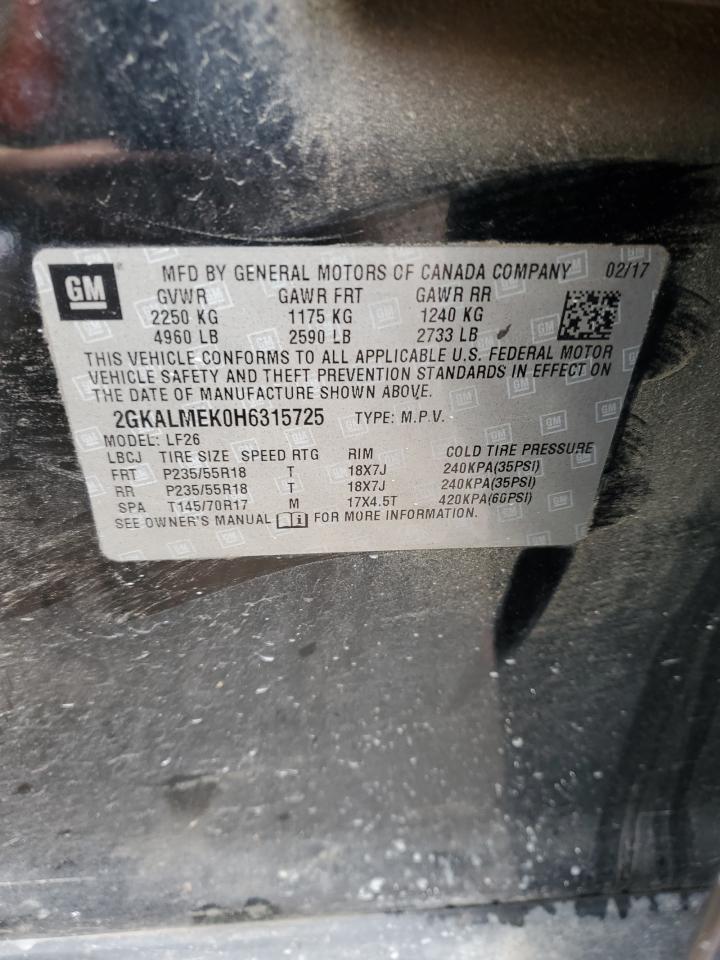 GM MFD BY GENERAL MOTORS OF CANADA COMPANY 02/17
GVWR GAWR FRT GAWR RR
2250 KG 1175 KG 1240 KG
4960 LB 2590 LB 2733 LB
THIS VEHICLE CONFORMS TO ALL APPLICABLE U.S. FEDERAL MOTOR
VEHICLE SAFETY AND THEFT PREVENTION STANDARDS IN EFFECT ON
THE DATE OF MANUFACTURE SHOWN ABOVE.
2GKALMEK0H6315725 TYPE: M.P.V.
MODEL: LF26
LBCJ TIRE SIZE SPEED RTG RIM COLD TIRE PRESSURE
FRT P235/55R18 T 18X7J 240KPA(35PSI)
RR P235/55R18 T 18X7J 240KPA(35PSI)
SPA T145/70R17 M 17X4.5T 420KPA(60PSI)
SEE OWNER'S MANUAL i FOR MORE INFORMATION.